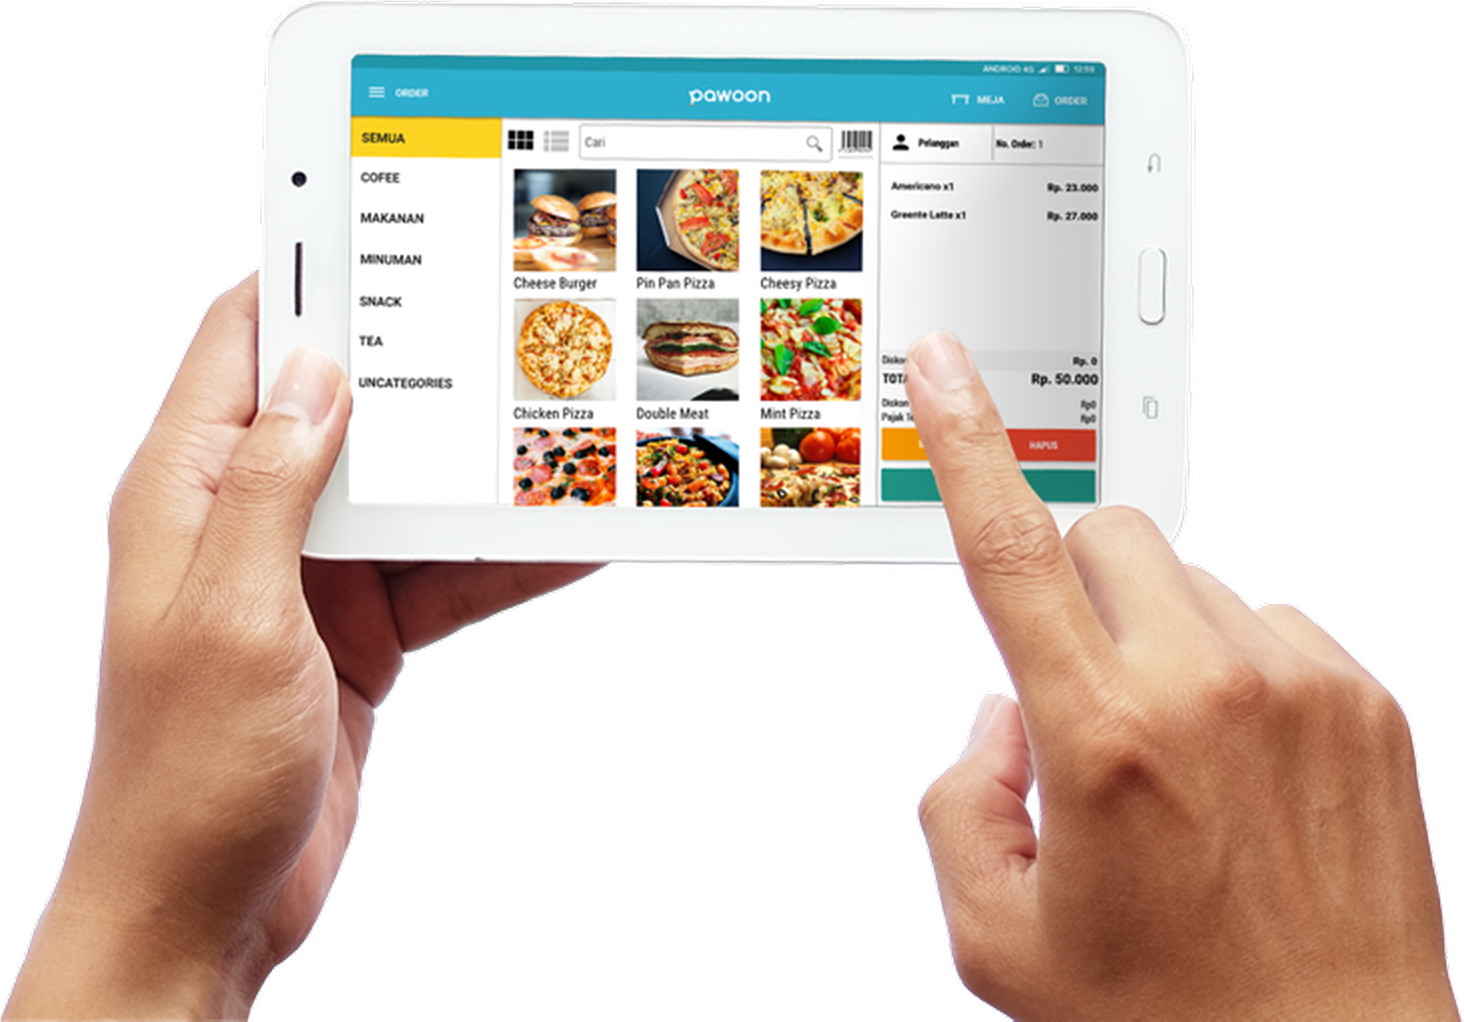 ANDROID 4G 12:59
ORDER
pawoon
MEJA
ORDER
SEMUA
COFEE
MAKANAN
MINUMAN
SNACK
TEA
UNCATEGORIES
Cari
Cheese Burger
Pin Pan Pizza
Cheesy Pizza
Chicken Pizza
Double Meat
Mint Pizza
Pelanggan
No. Order: 1
Americano x1 Rp. 23.000
Greente Latte x1 Rp. 27.000
Rp. 0
Rp. 50.000
Diskon Rp0
Pajak Rp0
HAPUS